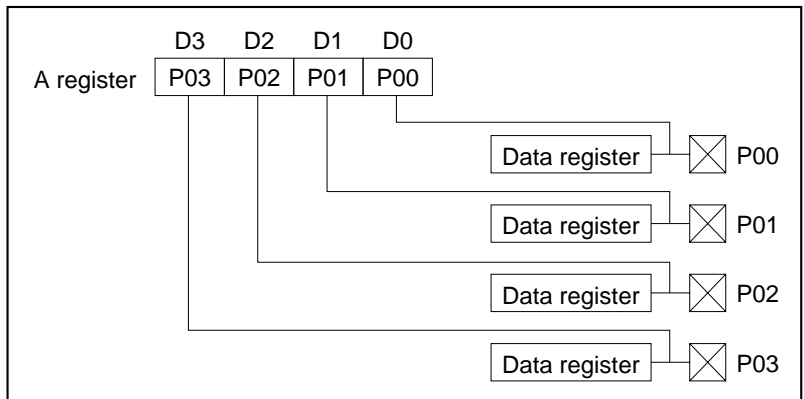 D3 D2 D1 D0
A register P03 P02 P01 P00
Data register P00
Data register P01
Data register P02
Data register P03